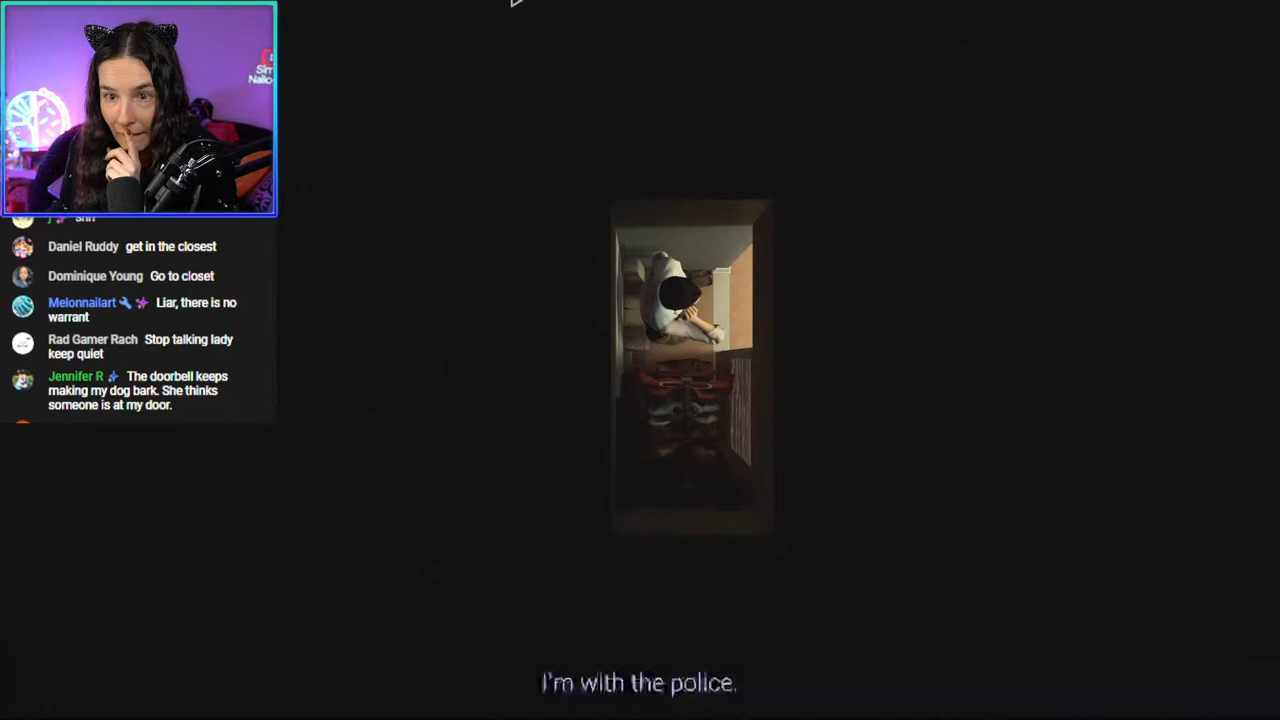 Daniel Ruddy get in the closest
Dominique Young Go to closet
Melonnailart Liar, there is no
warrant
Rad Gamer Rach Stop talking lady
keep quiet
Jennifer R The doorbell keeps
making my dog bark. She thinks
someone is at my door.
I'm with the police.